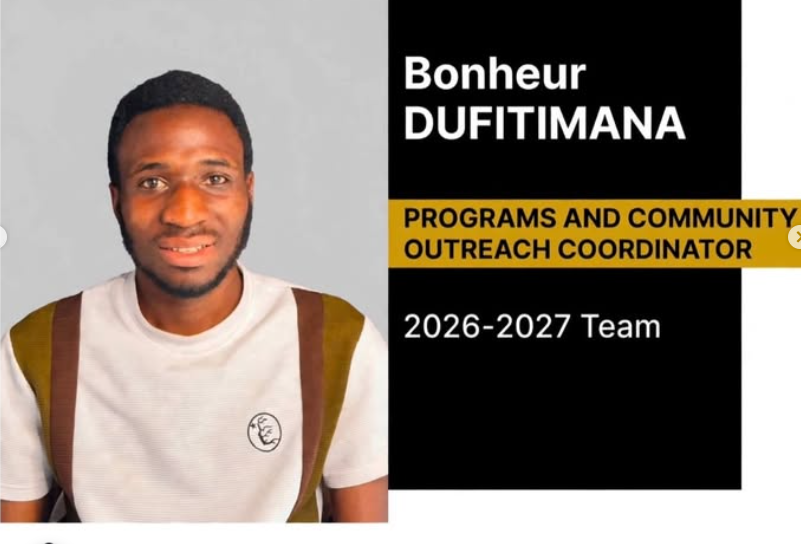 Bonheur
DUFITIMANA
PROGRAMS AND COMMUNITY
OUTREACH COORDINATOR
2026-2027 Team